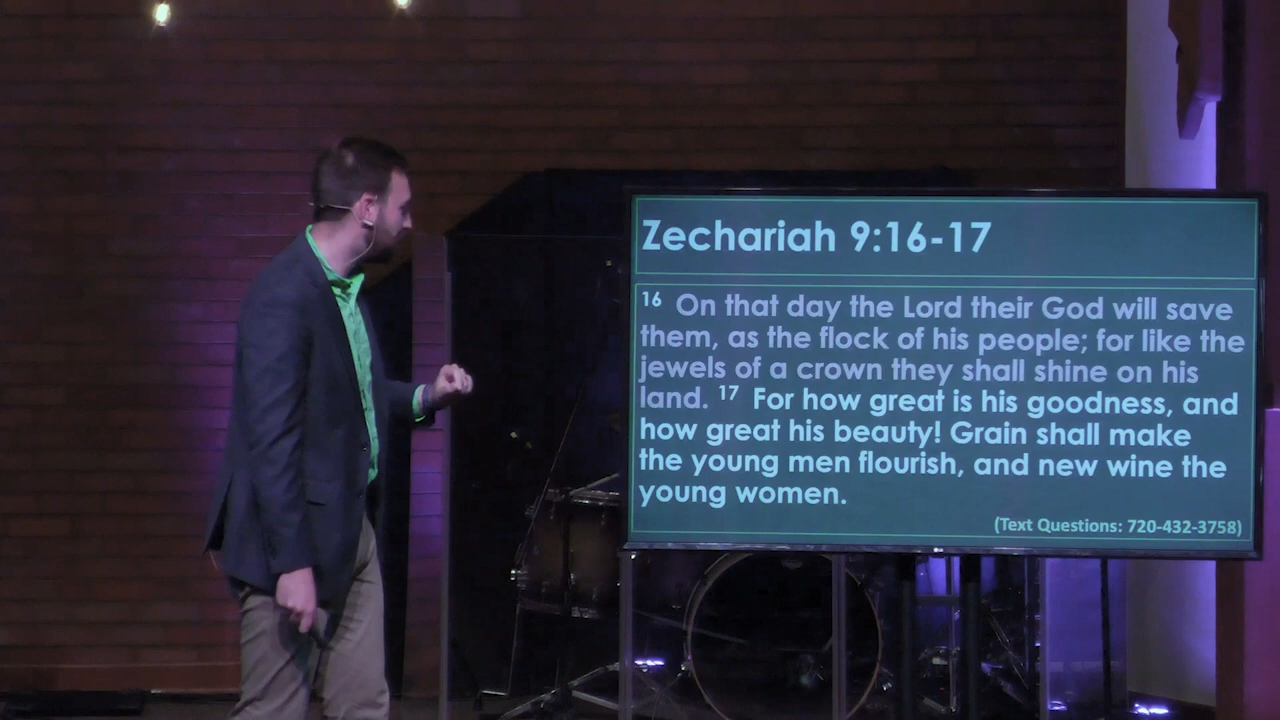 Zechariah 9:16-17
16 On that day the Lord their God will save
them, as the flock of his people; for like the
jewels of a crown they shall shine on his
land. 17 For how great is his goodness, and
how great his beauty! Grain shall make
the young men flourish, and new wine the
young women.
(Text Questions: 720-432-3758)
LG